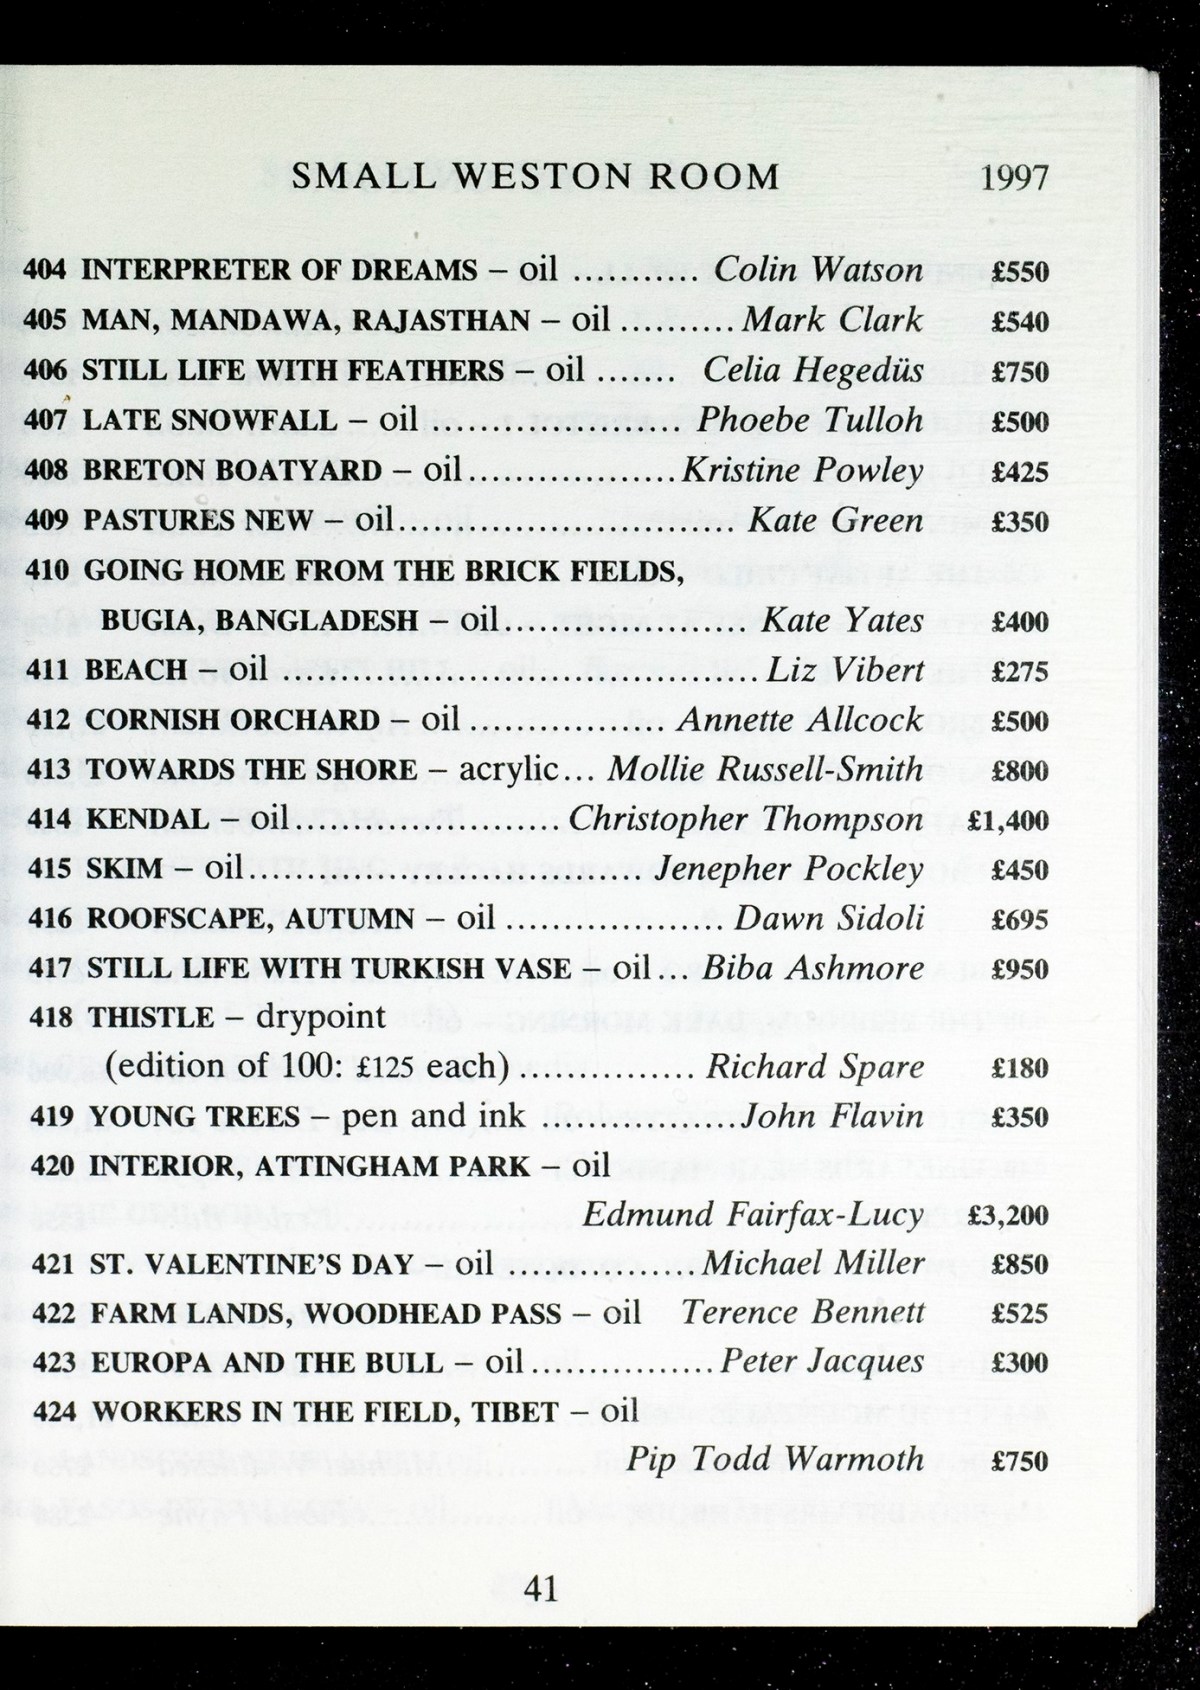 SMALL WESTON ROOM 1997
404 INTERPRETER OF DREAMS – oil ........... Colin Watson £550
405 MAN, MANDAWA, RAJASTHAN – oil ......... Mark Clark £540
406 STILL LIFE WITH FEATHERS – oil ....... Celia Hegedüs £750
407 LATE SNOWFALL – oil ..................... Phoebe Tulloh £500
408 BRETON BOATYARD – oil ................. Kristine Powley £425
409 PASTURES NEW – oil ........................... Kate Green £350
410 GOING HOME FROM THE BRICK FIELDS,
BUGIA, BANGLADESH – oil ..................... Kate Yates £400
411 BEACH – oil ....................................... Liz Vibert £275
412 CORNISH ORCHARD – oil ................. Annette Allcock £500
413 TOWARDS THE SHORE – acrylic ... Mollie Russell-Smith £800
414 KENDAL – oil ...................... Christopher Thompson £1,400
415 SKIM – oil ................................. Jenepher Pockley £450
416 ROOFSCAPE, AUTUMN – oil .................. Dawn Sidoli £695
417 STILL LIFE WITH TURKISH VASE – oil ... Biba Ashmore £950
418 THISTLE – drypoint
(edition of 100: £125 each) .............. Richard Spare £180
419 YOUNG TREES – pen and ink ................ John Flavin £350
420 INTERIOR, ATTINGHAM PARK – oil
Edmund Fairfax-Lucy £3,200
421 ST. VALENTINE'S DAY – oil ................ Michael Miller £850
422 FARM LANDS, WOODHEAD PASS – oil Terence Bennett £525
423 EUROPA AND THE BULL – oil ............... Peter Jacques £300
424 WORKERS IN THE FIELD, TIBET – oil
Pip Todd Warmoth £750
41